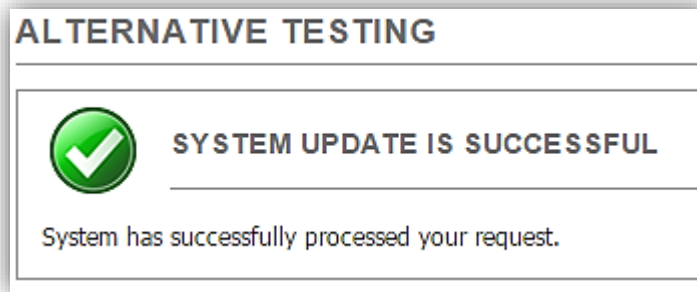 ALTERNATIVE TESTING
SYSTEM UPDATE IS SUCCESSFUL
System has successfully processed your request.